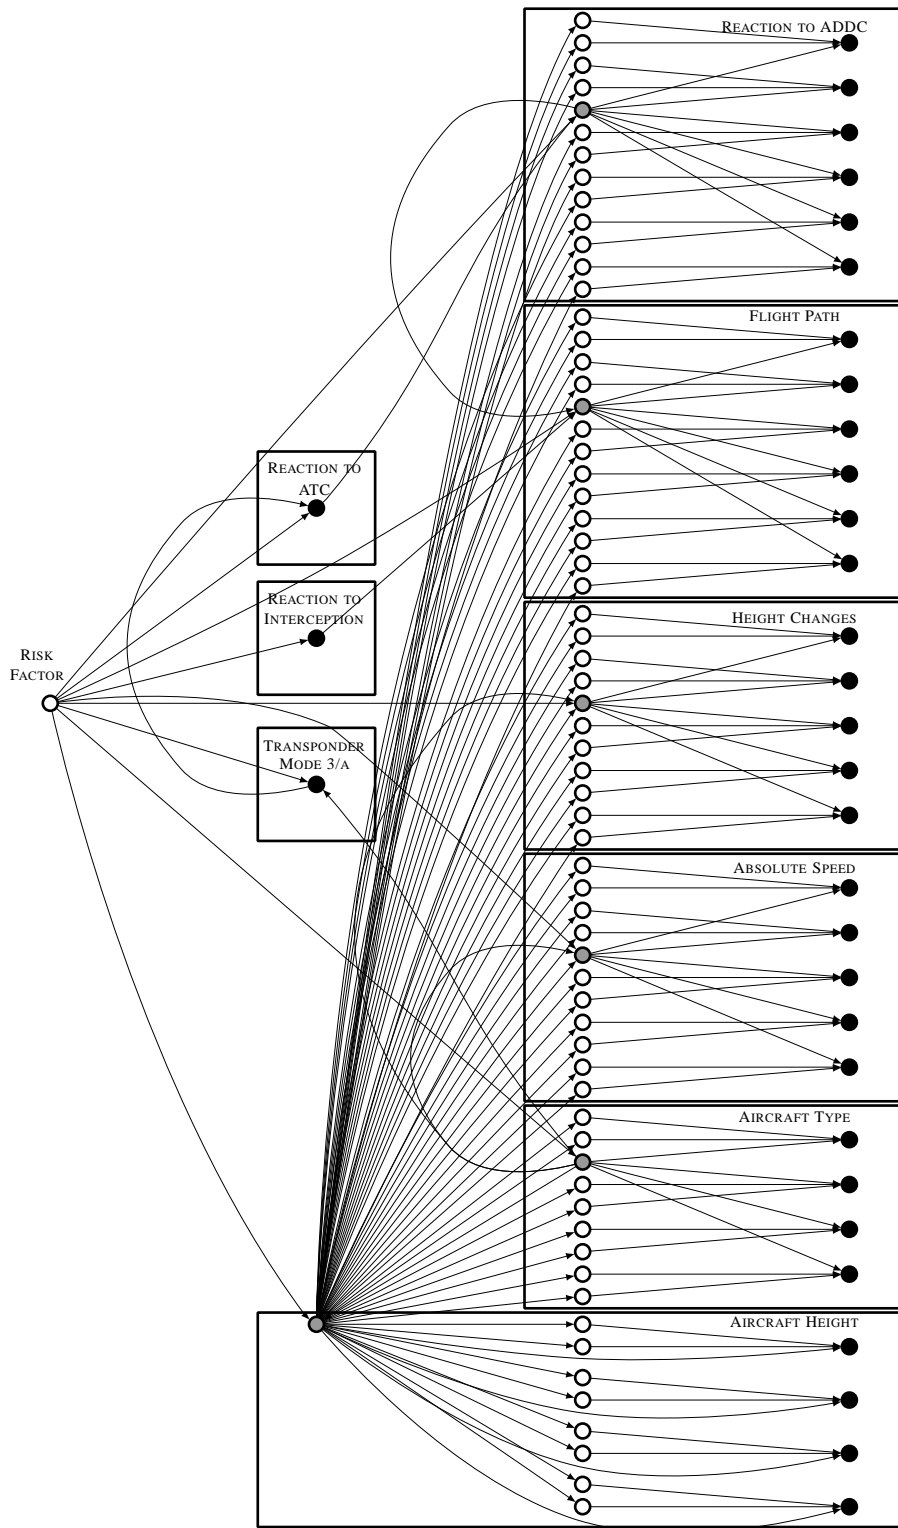 REACTION TO ADDC
FLIGHT PATH
REACTION TO
ATC
REACTION TO
INTERCEPTION
HEIGHT CHANGES
RISK
FACTOR
TRANSPONDER
MODE 3/A
ABSOLUTE SPEED
AIRCRAFT TYPE
AIRCRAFT HEIGHT